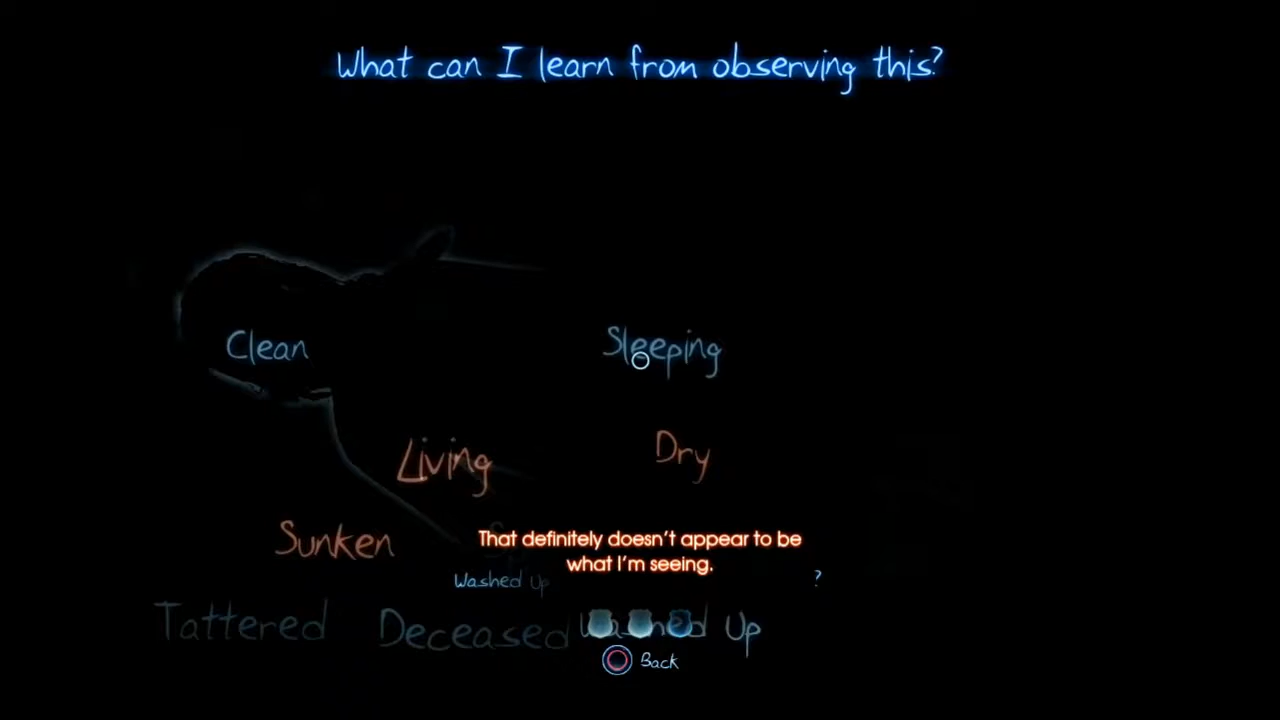 What can I learn from observing this?
Clean
Sleeping
Living
Dry
Sunken
That definitely doesn't appear to be
what I'm seeing.
Washed Up
?
Tattered
Deceased
Washed Up
Back